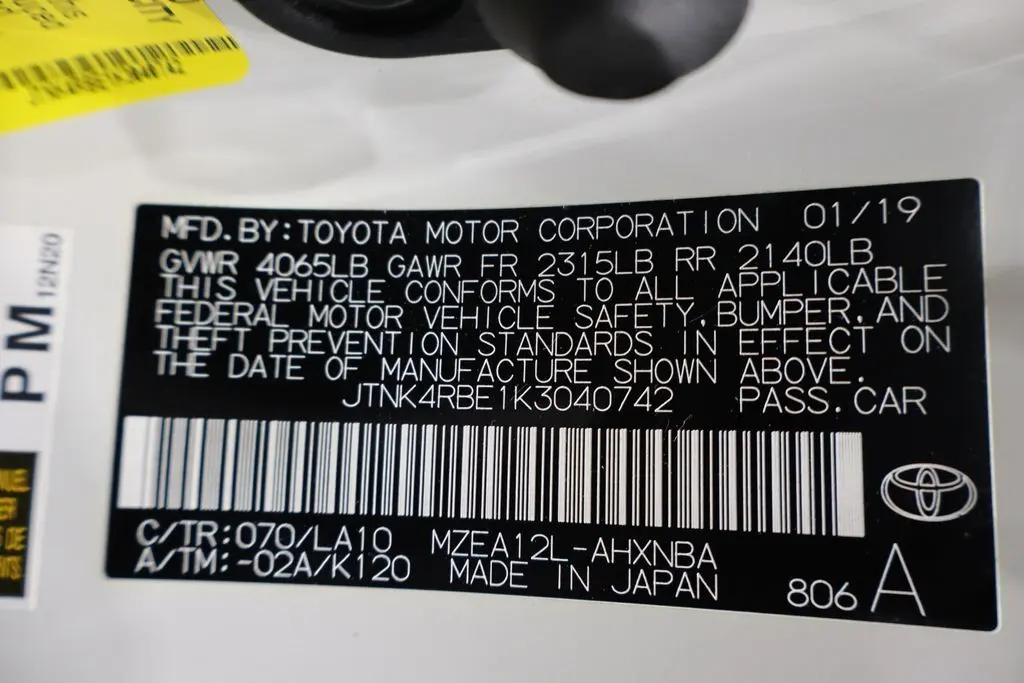 MFD.BY:TOYOTA MOTOR CORPORATION 01/19
GVWR 4065LB GAWR FR 2315LB RR 2140LB
THIS VEHICLE CONFORMS TO ALL APPLICABLE
FEDERAL MOTOR VEHICLE SAFETY, BUMPER, AND
THEFT PREVENTION STANDARDS IN EFFECT ON
THE DATE OF MANUFACTURE SHOWN ABOVE.
JTNK4RBE1K3040742 PASS.CAR
C/TR:070/LA10 MZEA12L-AHXNBA
A/TM:-02A/K120 MADE IN JAPAN
806 A
PM
12N20